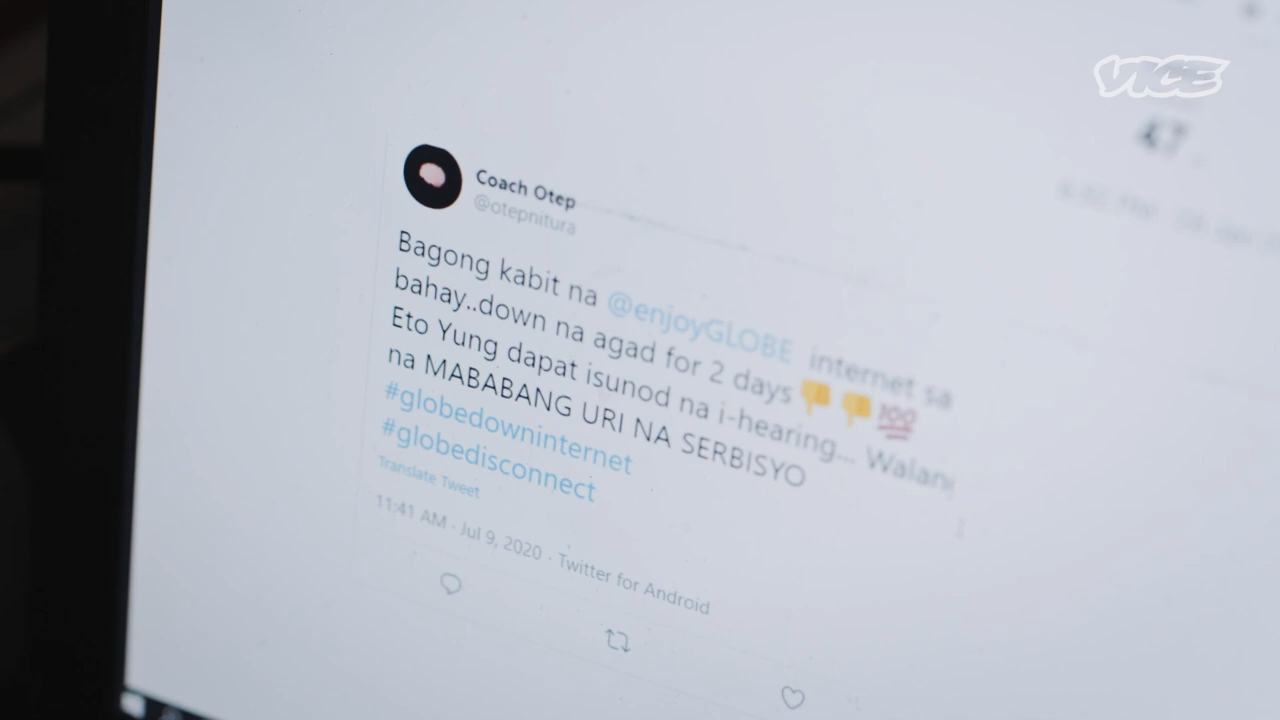 VICE
47
Coach Otep
@otepnitura
Bagong kabit na @enjoyGLOBE internet sa
bahay..down na agad for 2 days 👎👎💯
Eto Yung dapat isunod na i-hearing... Walang
na MABABANG URI NA SERBISYO
#globedowninternet
#globedisconnect
Translate Tweet
11:41 AM · Jul 9, 2020 · Twitter for Android